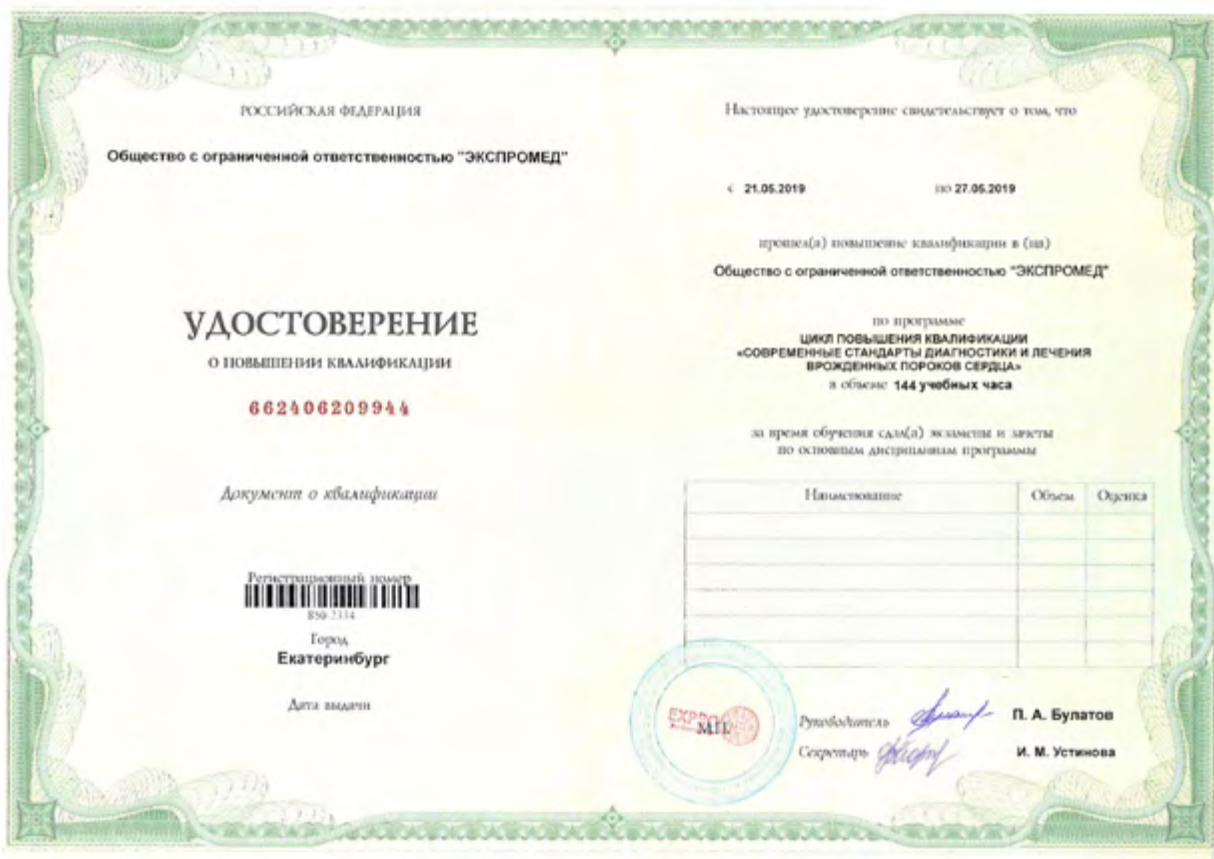 РОССИЙСКАЯ ФЕДЕРАЦИЯ
Общество с ограниченной ответственностью "ЭКСПРОМЕД"
УДОСТОВЕРЕНИЕ
О ПОВЫШЕНИИ КВАЛИФИКАЦИИ
662406209944
Документ о квалификации
Регистрационный номер
850-2334
Город
Екатеринбург
Дата выдачи
Настоящее удостоверение свидетельствует о том, что
с 21.05.2019 по 27.05.2019
прошел(а) повышение квалификации в (на)
Общество с ограниченной ответственностью "ЭКСПРОМЕД"
по программе
ЦИКЛ ПОВЫШЕНИЯ КВАЛИФИКАЦИИ
«СОВРЕМЕННЫЕ СТАНДАРТЫ ДИАГНОСТИКИ И ЛЕЧЕНИЯ
ВРОЖДЕННЫХ ПОРОКОВ СЕРДЦА»
в объеме 144 учебных часа
за время обучения сдал(а) экзамены и зачеты
по основным дисциплинам программы
Наименование Объем Оценка
М.П.
Руководитель П. А. Булатов
Секретарь И. М. Устинова